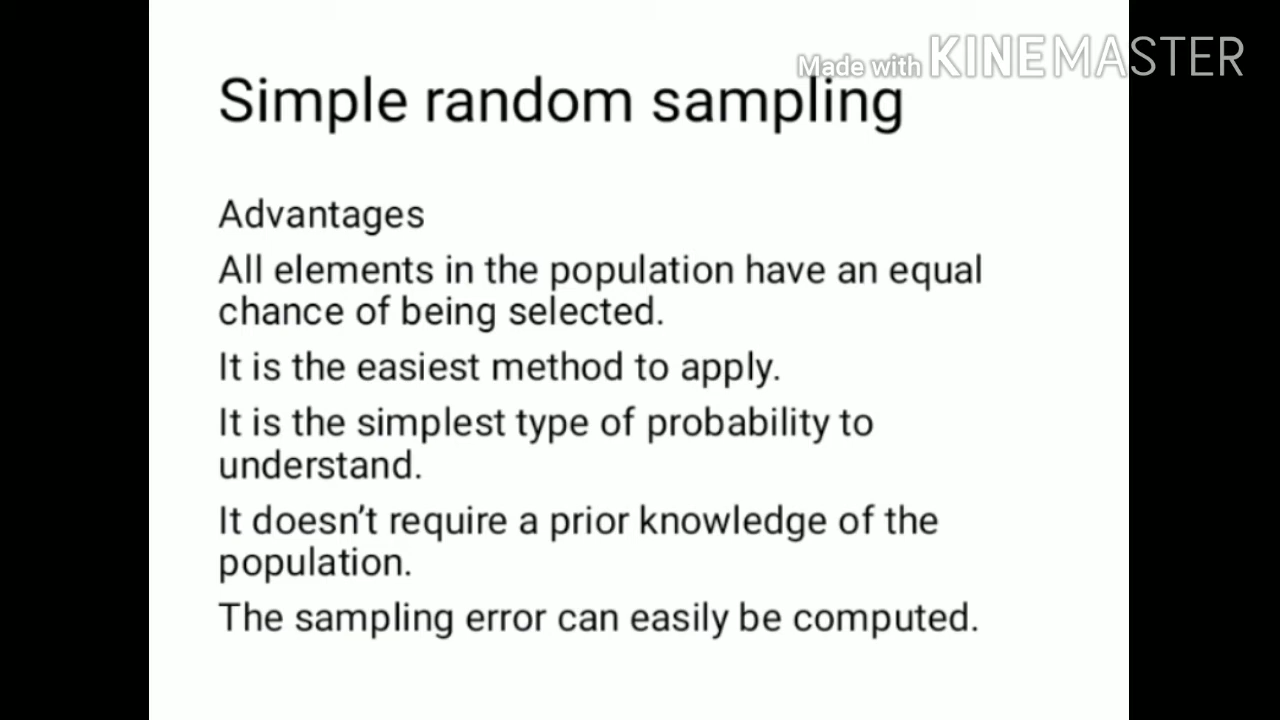 Made with KINEMASTER
Simple random sampling
Advantages
All elements in the population have an equal
chance of being selected.
It is the easiest method to apply.
It is the simplest type of probability to
understand.
It doesn’t require a prior knowledge of the
population.
The sampling error can easily be computed.